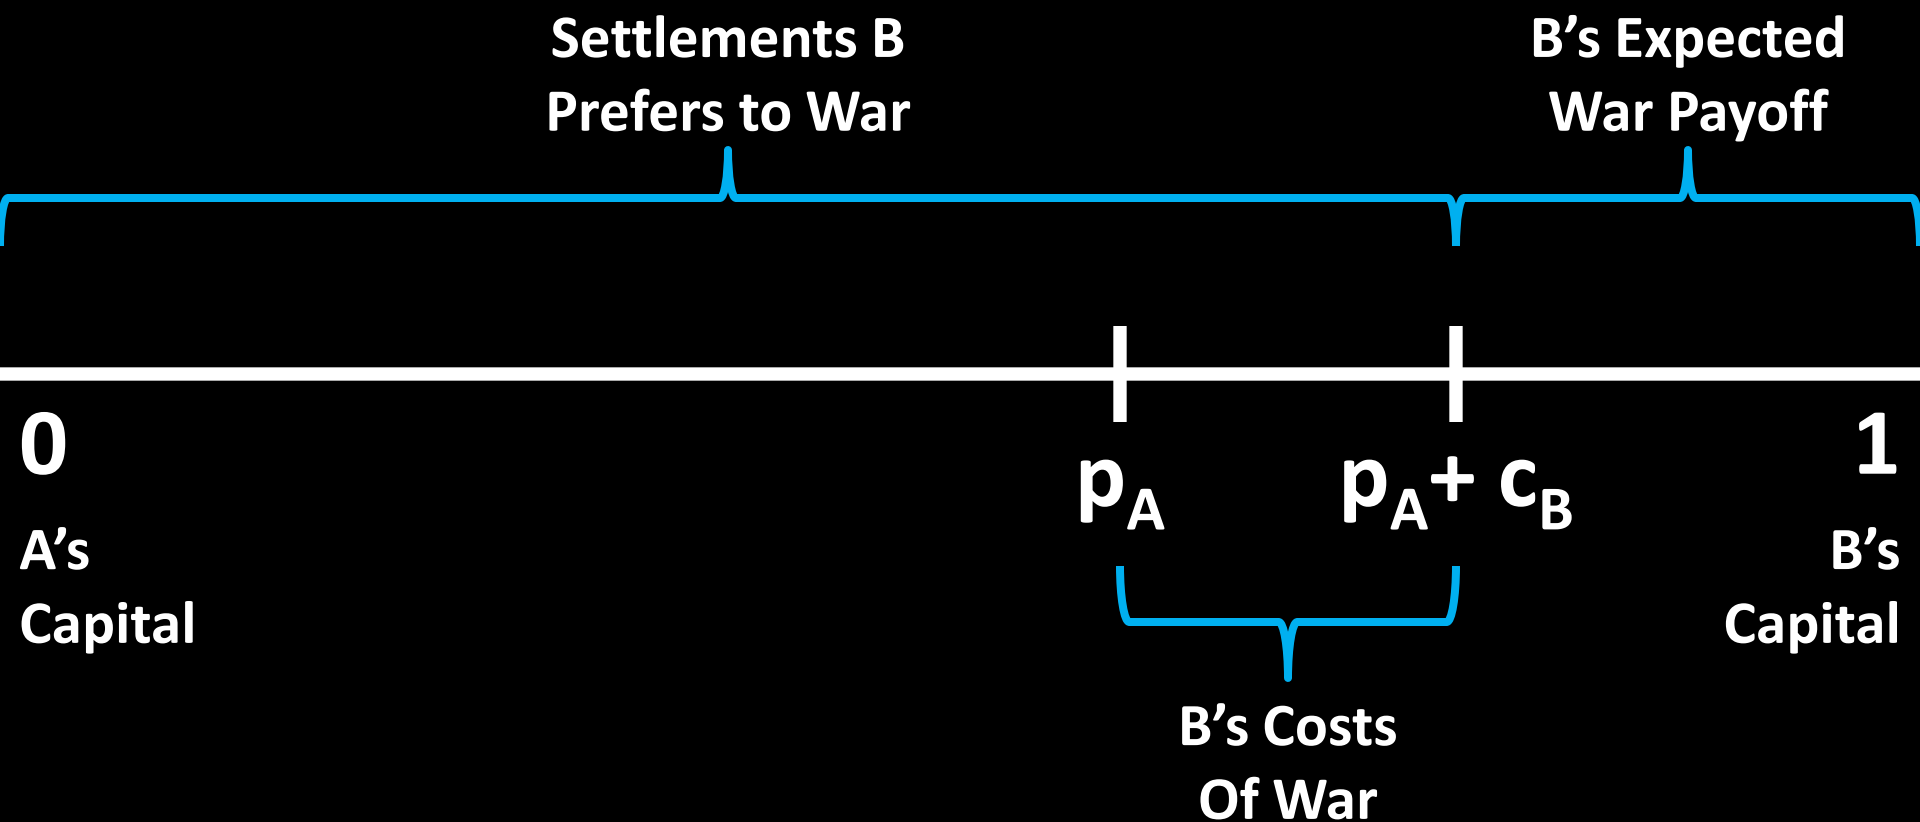 Settlements B
Prefers to War
B’s Expected
War Payoff
0
1
pA
pA+ cB
A’s
Capital
B’s
Capital
B’s Costs
Of War